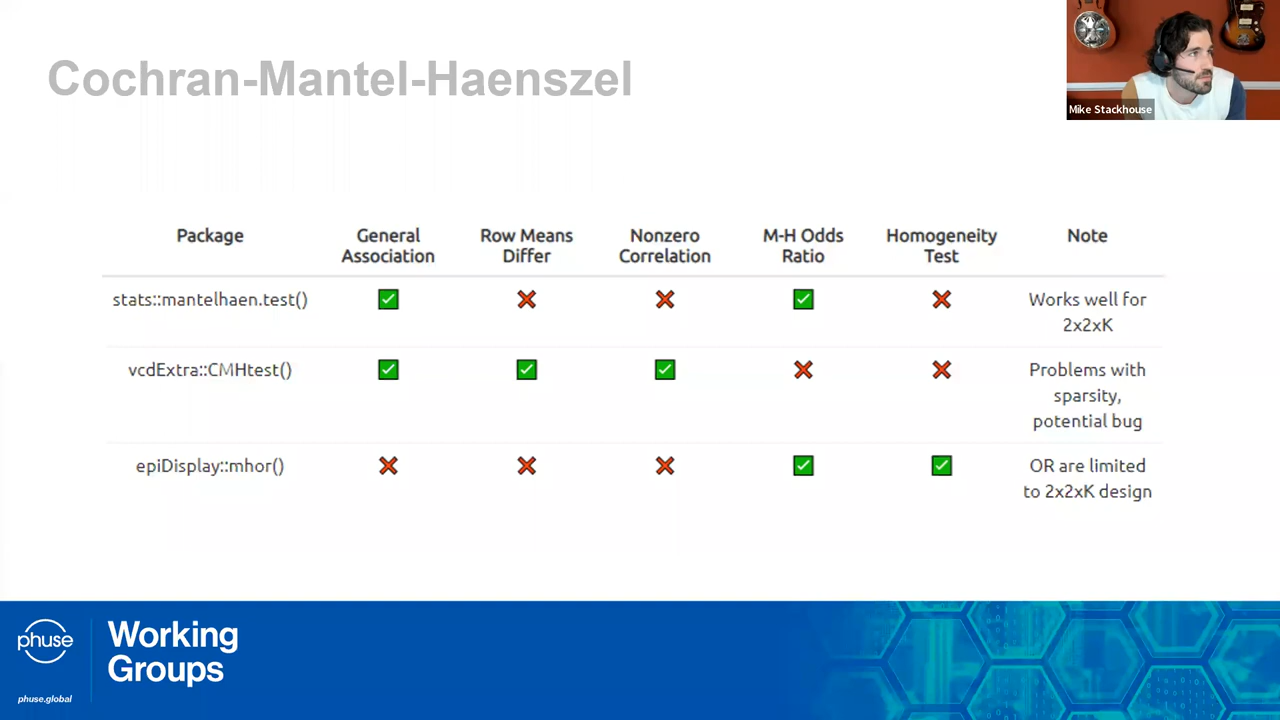 Cochran-Mantel-Haenszel
Mike Stackhouse
Package
General
Association
Row Means
Differ
Nonzero
Correlation
M-H Odds
Ratio
Homogeneity
Test
Note
stats::mantelhaen.test()
Works well for
2x2xK
vcdExtra::CMHtest()
Problems with
sparsity,
potential bug
epiDisplay::mhor()
OR are limited
to 2x2xK design
phuse
phuse.global
Working
Groups